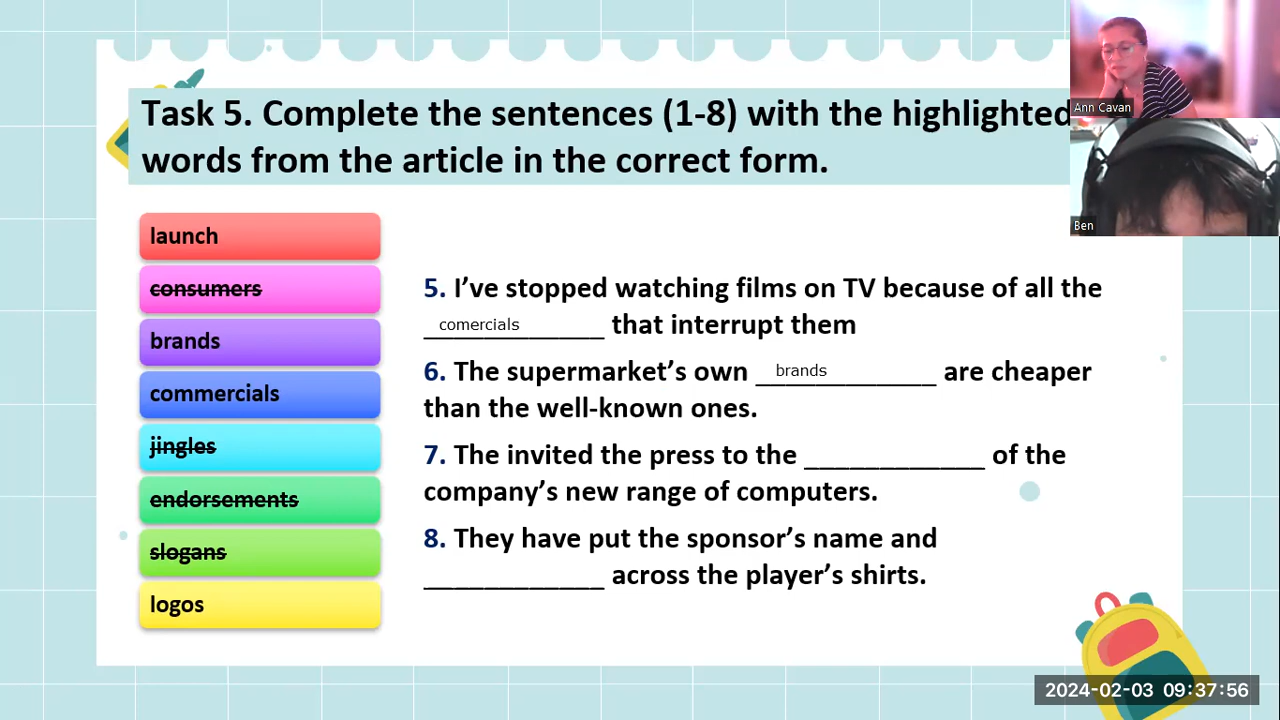 Task 5. Complete the sentences (1-8) with the highlighted
words from the article in the correct form.
Ann Cavan
Ben
launch
consumers
brands
commercials
jingles
endorsements
slogans
logos
5. I’ve stopped watching films on TV because of all the
comercials that interrupt them
6. The supermarket’s own brands are cheaper
than the well-known ones.
7. The invited the press to the ____________ of the
company’s new range of computers.
8. They have put the sponsor’s name and
____________ across the player’s shirts.
2024-02-03 09:37:56